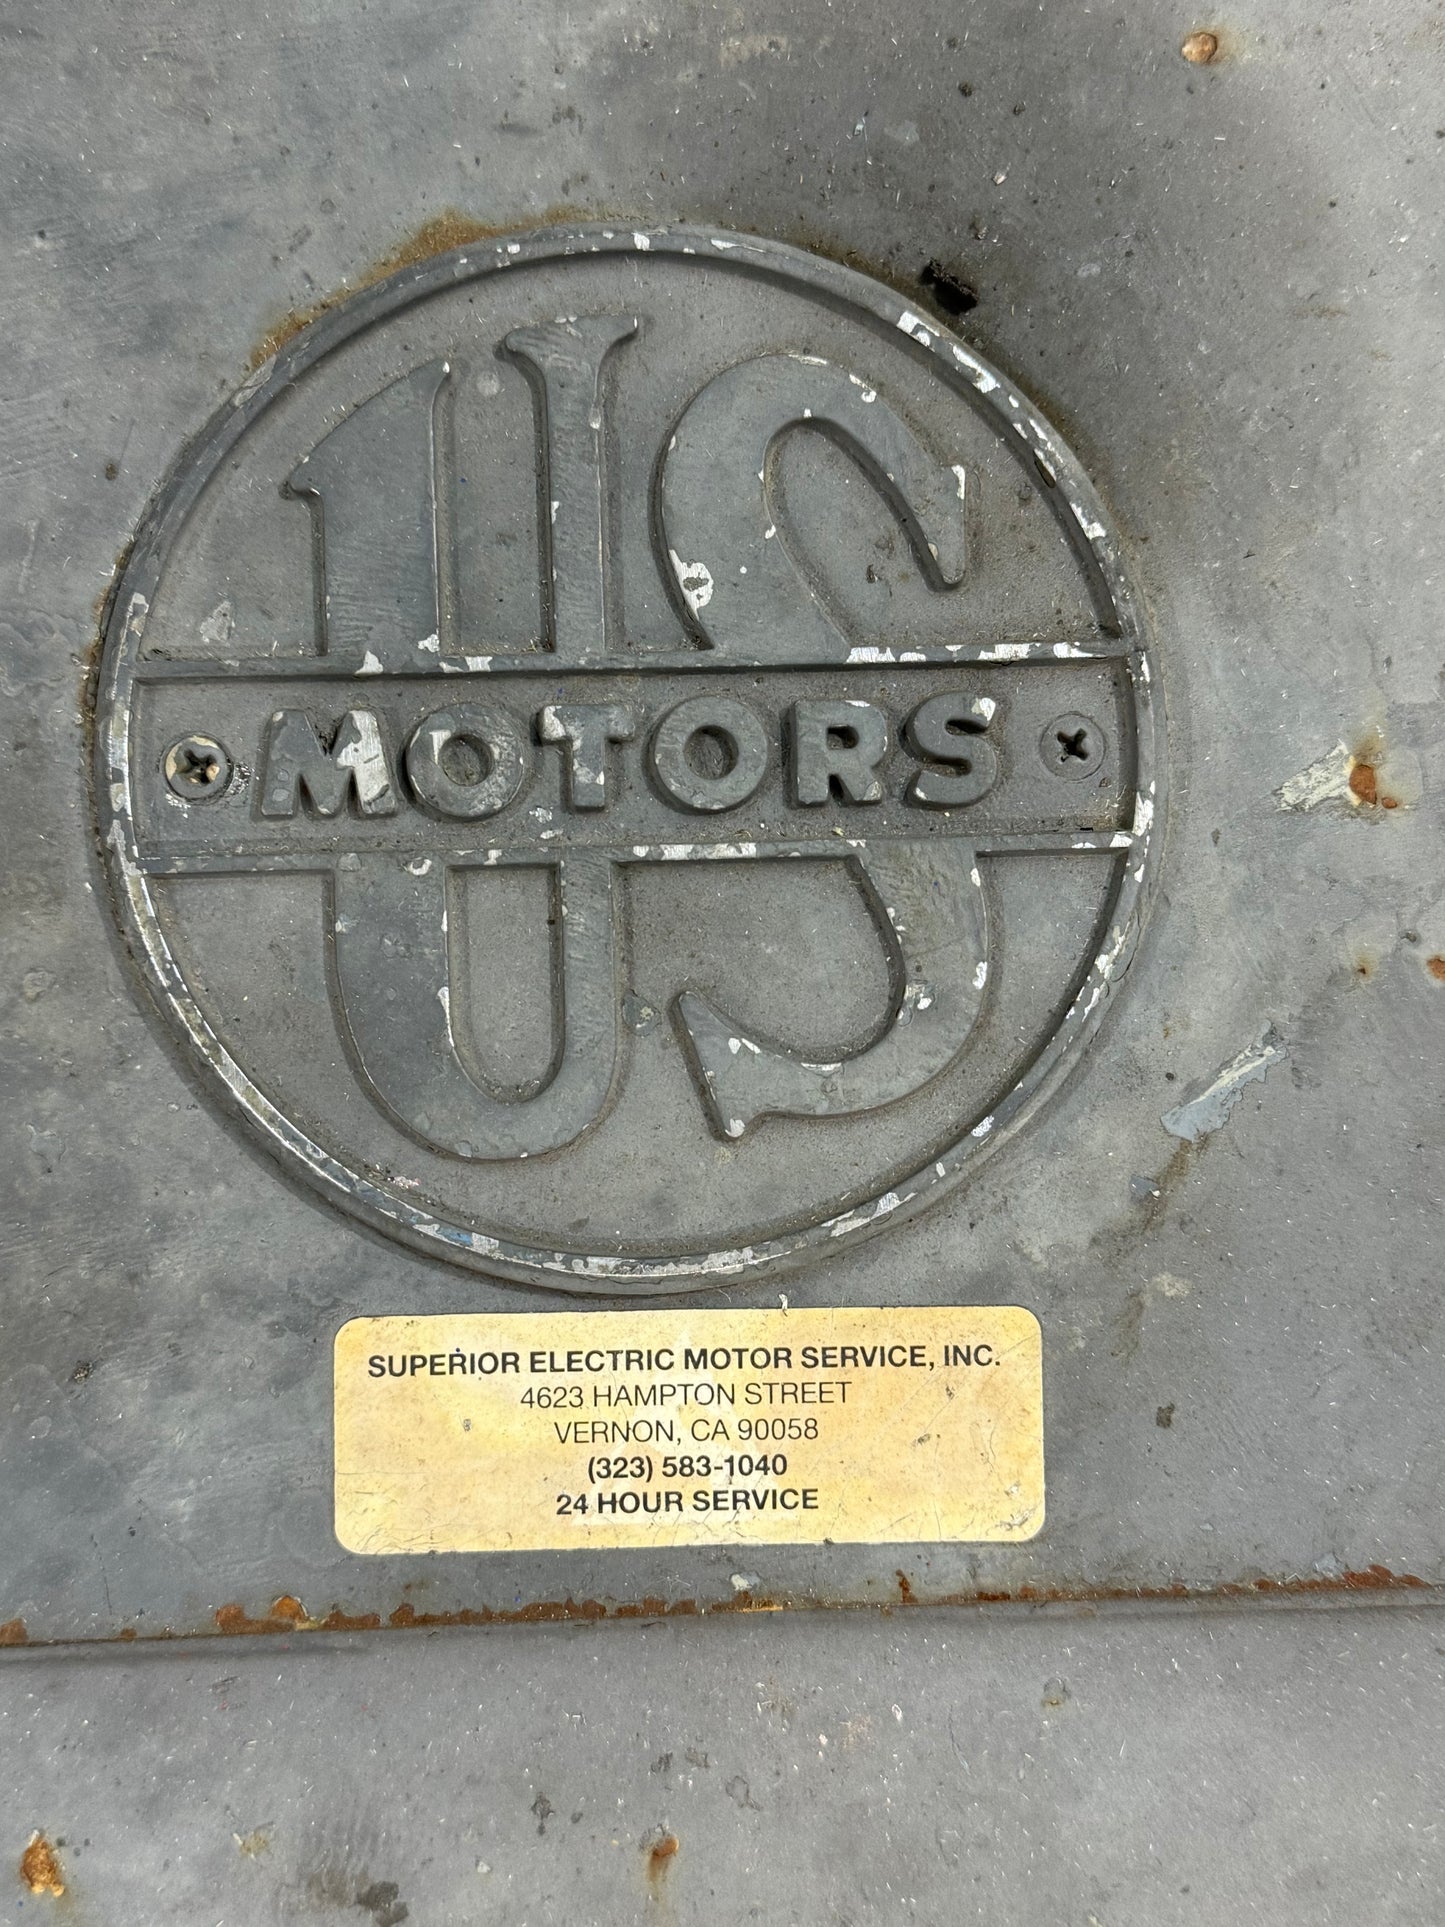 US
MOTORS
SUPERIOR ELECTRIC MOTOR SERVICE, INC.
4623 HAMPTON STREET
VERNON, CA 90058
(323) 583-1040
24 HOUR SERVICE